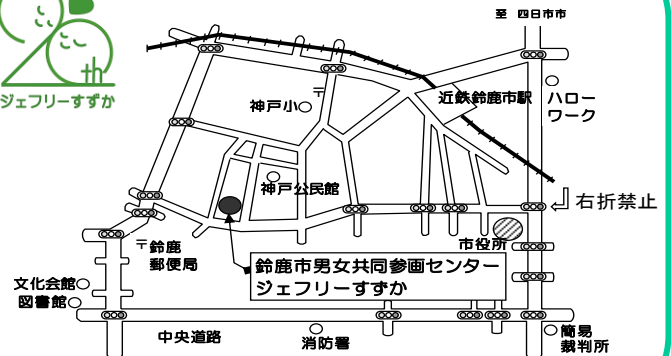 至 四日市市
th
ジェフリーすずか
神戸小
〒
近鉄鈴鹿市駅
ハロー
ワーク
神戸公民館
右折禁止
〒鈴鹿
郵便局
市役所
鈴鹿市男女共同参画センター
ジェフリーすずか
文化会館
図書館
中央道路
消防署
簡易
裁判所